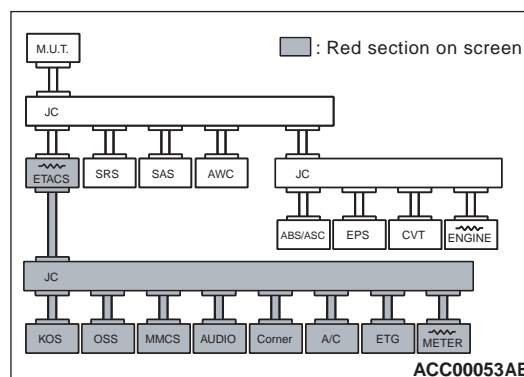 M.U.T.
: Red section on screen
JC
ETACS
SRS
SAS
AWC
JC
ABS/ASC
EPS
CVT
ENGINE
JC
KOS
OSS
MMCS
AUDIO
Corner
A/C
ETG
METER
ACC00053AE